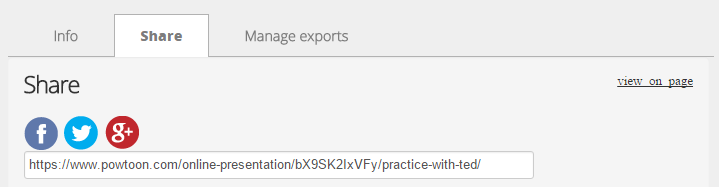 Info Share Manage exports
Share view on page
f g+
https://www.powtoon.com/online-presentation/bX9SK2IxVFy/practice-with-ted/